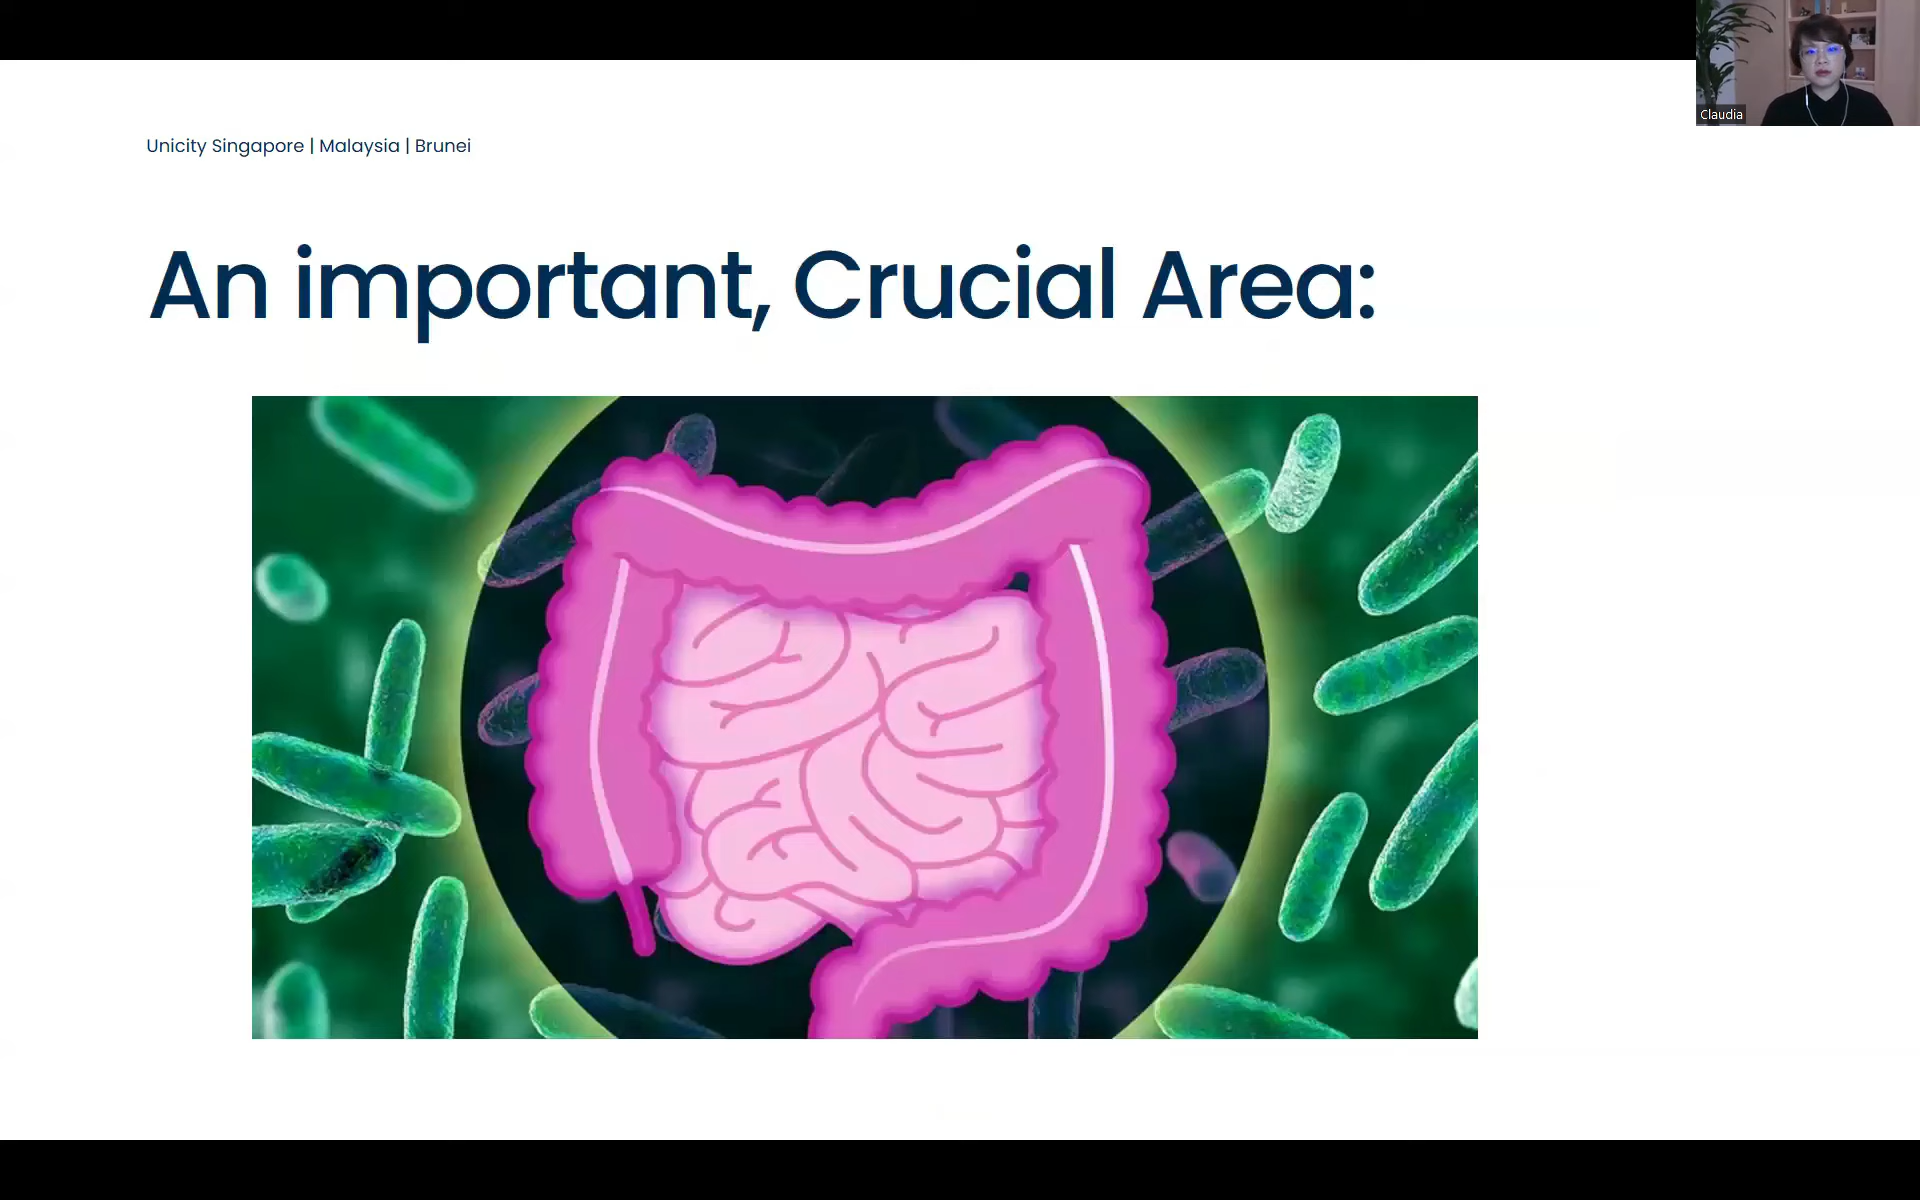 Unicity Singapore | Malaysia | Brunei
An important, Crucial Area:
Claudia